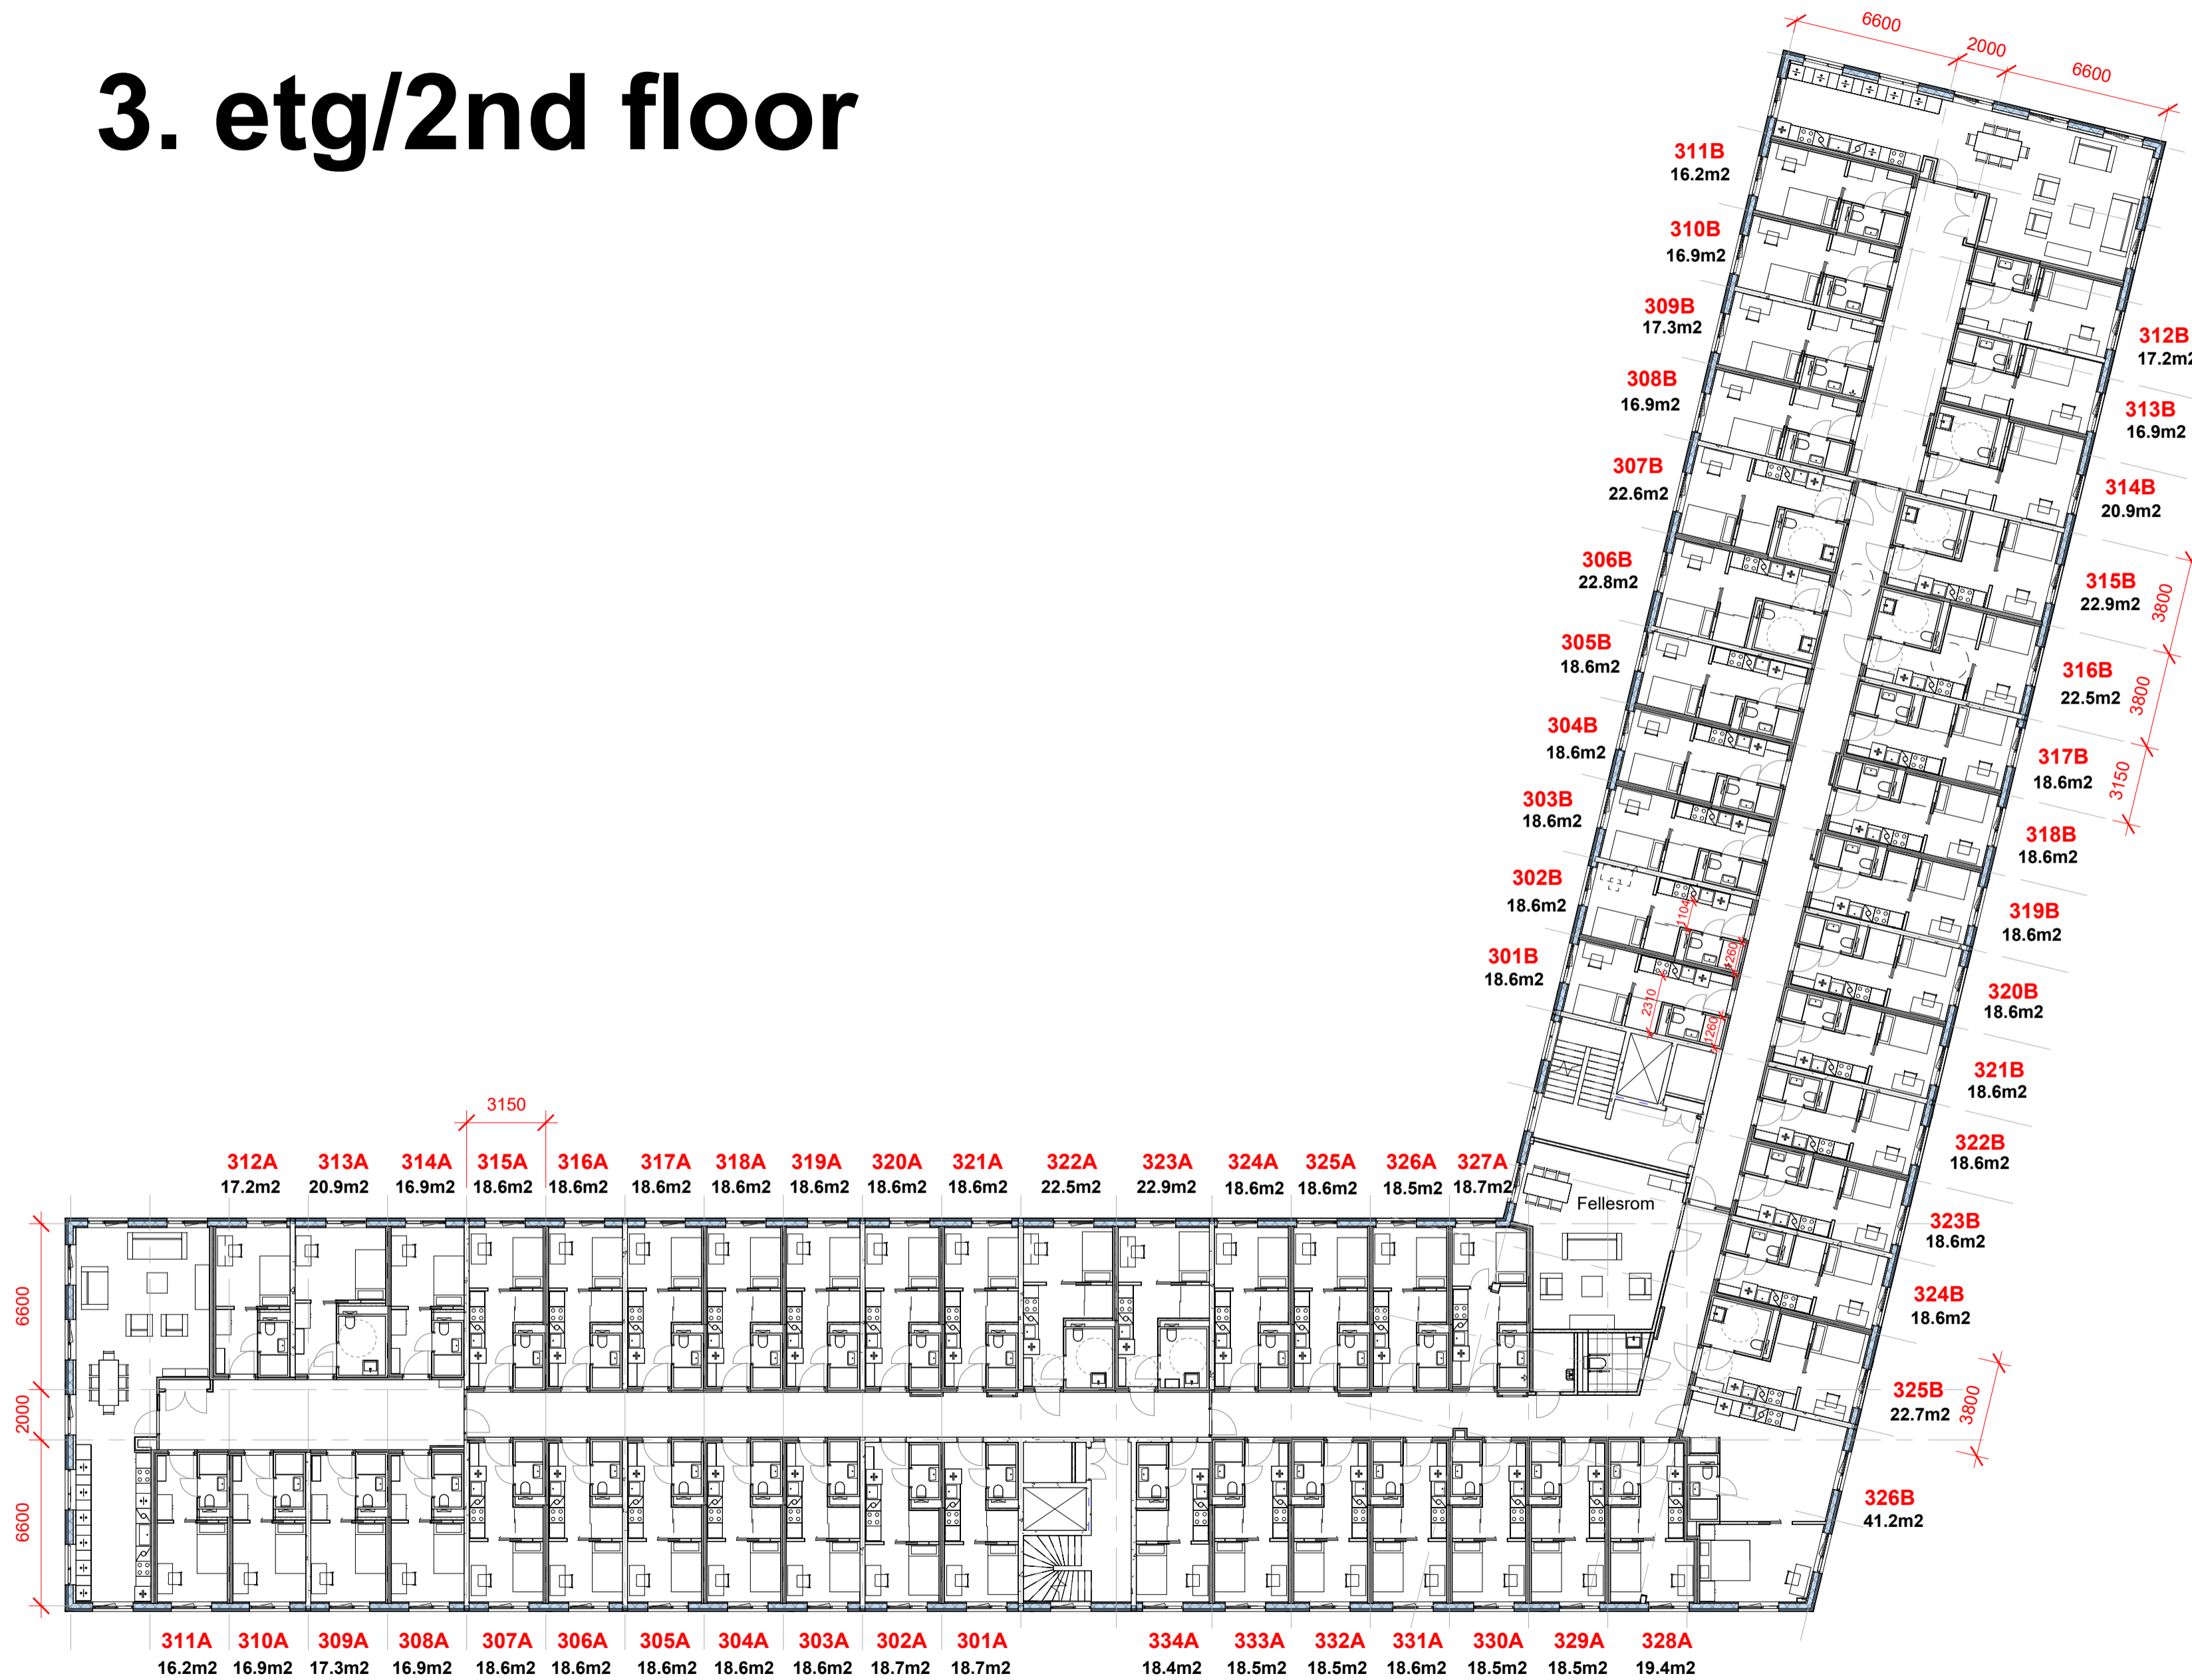 3. etg/2nd floor
6600
2000
6600
311B
16.2m2
310B
16.9m2
309B
17.3m2
308B
16.9m2
307B
22.6m2
306B
22.8m2
305B
18.6m2
304B
18.6m2
303B
18.6m2
302B
18.6m2
301B
18.6m2
312B
17.2m2
313B
16.9m2
314B
20.9m2
315B
22.9m2
3800
316B
22.5m2
3800
317B
18.6m2
3150
318B
18.6m2
319B
18.6m2
320B
18.6m2
321B
18.6m2
322B
18.6m2
323B
18.6m2
324B
18.6m2
325B
22.7m2
3800
326B
41.2m2
1104
1260
2310
1260
Fellesrom
3150
312A 313A 314A 315A 316A 317A 318A 319A 320A 321A 322A 323A 324A 325A 326A 327A
17.2m2 20.9m2 16.9m2 18.6m2 18.6m2 18.6m2 18.6m2 18.6m2 18.6m2 18.6m2 22.5m2 22.9m2 18.6m2 18.6m2 18.5m2 18.7m2
6600
2000
6600
311A 310A 309A 308A 307A 306A 305A 304A 303A 302A 301A 334A 333A 332A 331A 330A 329A 328A
16.2m2 16.9m2 17.3m2 16.9m2 18.6m2 18.6m2 18.6m2 18.6m2 18.6m2 18.7m2 18.7m2 18.4m2 18.5m2 18.5m2 18.6m2 18.5m2 18.5m2 19.4m2